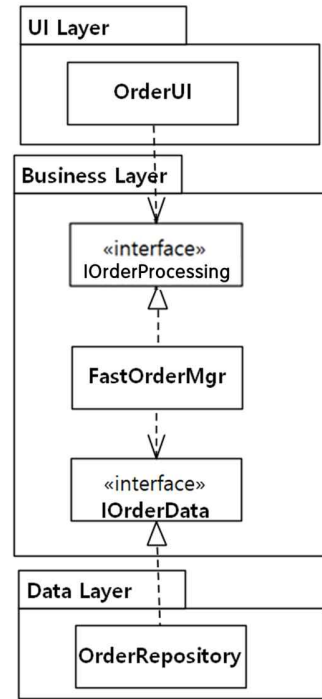 UI Layer
OrderUI
Business Layer
«interface»
IOrderProcessing
FastOrderMgr
«interface»
IOrderData
Data Layer
OrderRepository